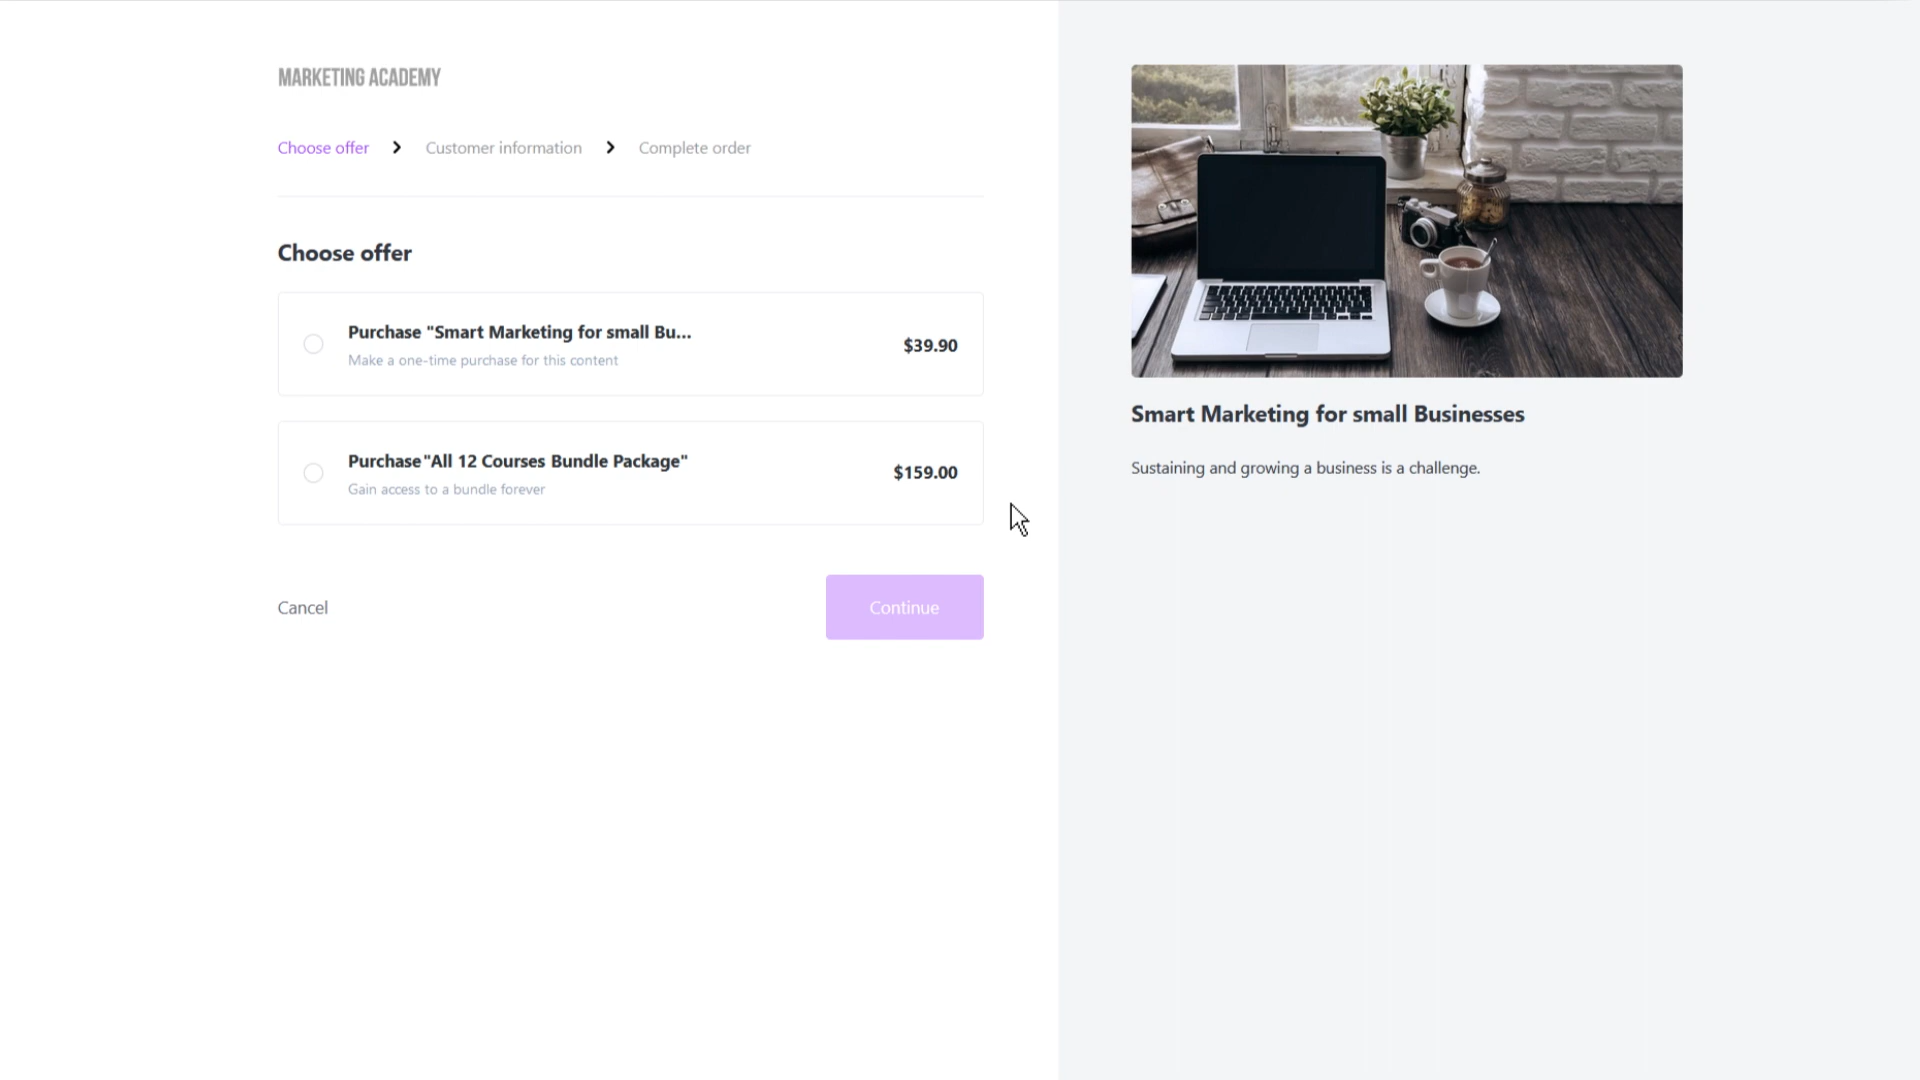 MARKETING ACADEMY
Choose offer
Customer information
Complete order
Choose offer
Purchase "Smart Marketing for small Bu...
Make a one-time purchase for this content
$39.90
Purchase "All 12 Courses Bundle Package"
Gain access to a bundle forever
$159.00
Cancel
Continue
Smart Marketing for small Businesses
Sustaining and growing a business is a challenge.